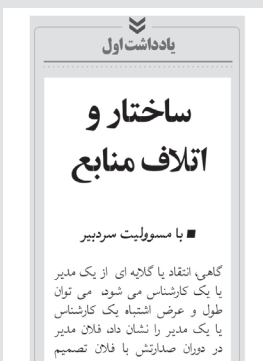 یادداشت اول
ساختار و
اتلاف منابع
■ با مسوولیت سردبیر
گاهی، انتقاد یا گلایه ای از یک مدیر
یا یک کارشناس می شود، می توان
طول و عرض اشتباه یک کارشناس
یا یک مدیر را نشان داد، فلان مدیر
در دوران صدارتش با فلان تصمیم